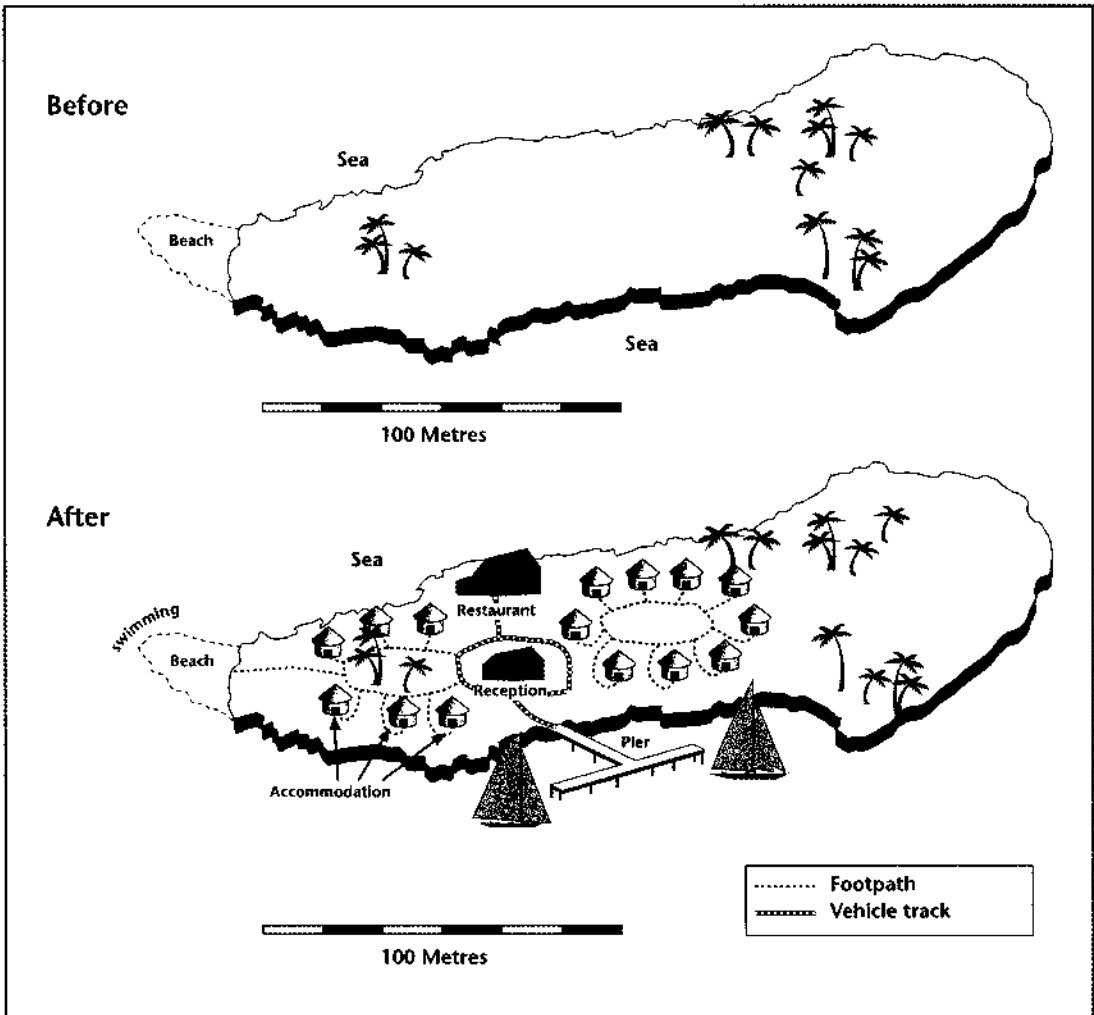 Before
Sea
Beach
Sea
100 Metres
After
Sea
swimming
Restaurant
Beach
Reception
Pier
Accommodation
Footpath
Vehicle track
100 Metres